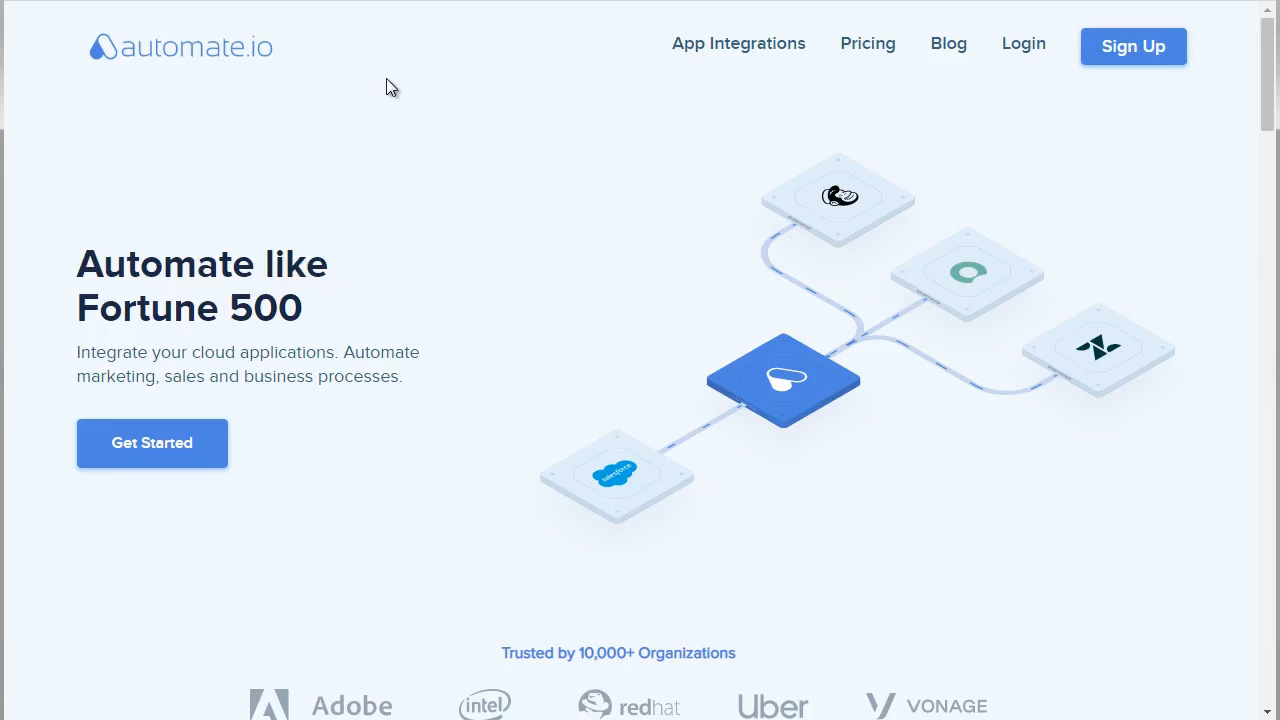 automate.io
App Integrations
Pricing
Blog
Login
Sign Up
Automate like
Fortune 500
Integrate your cloud applications. Automate
marketing, sales and business processes.
Get Started
salesforce
Trusted by 10,000+ Organizations
Adobe
intel
redhat
Uber
VONAGE